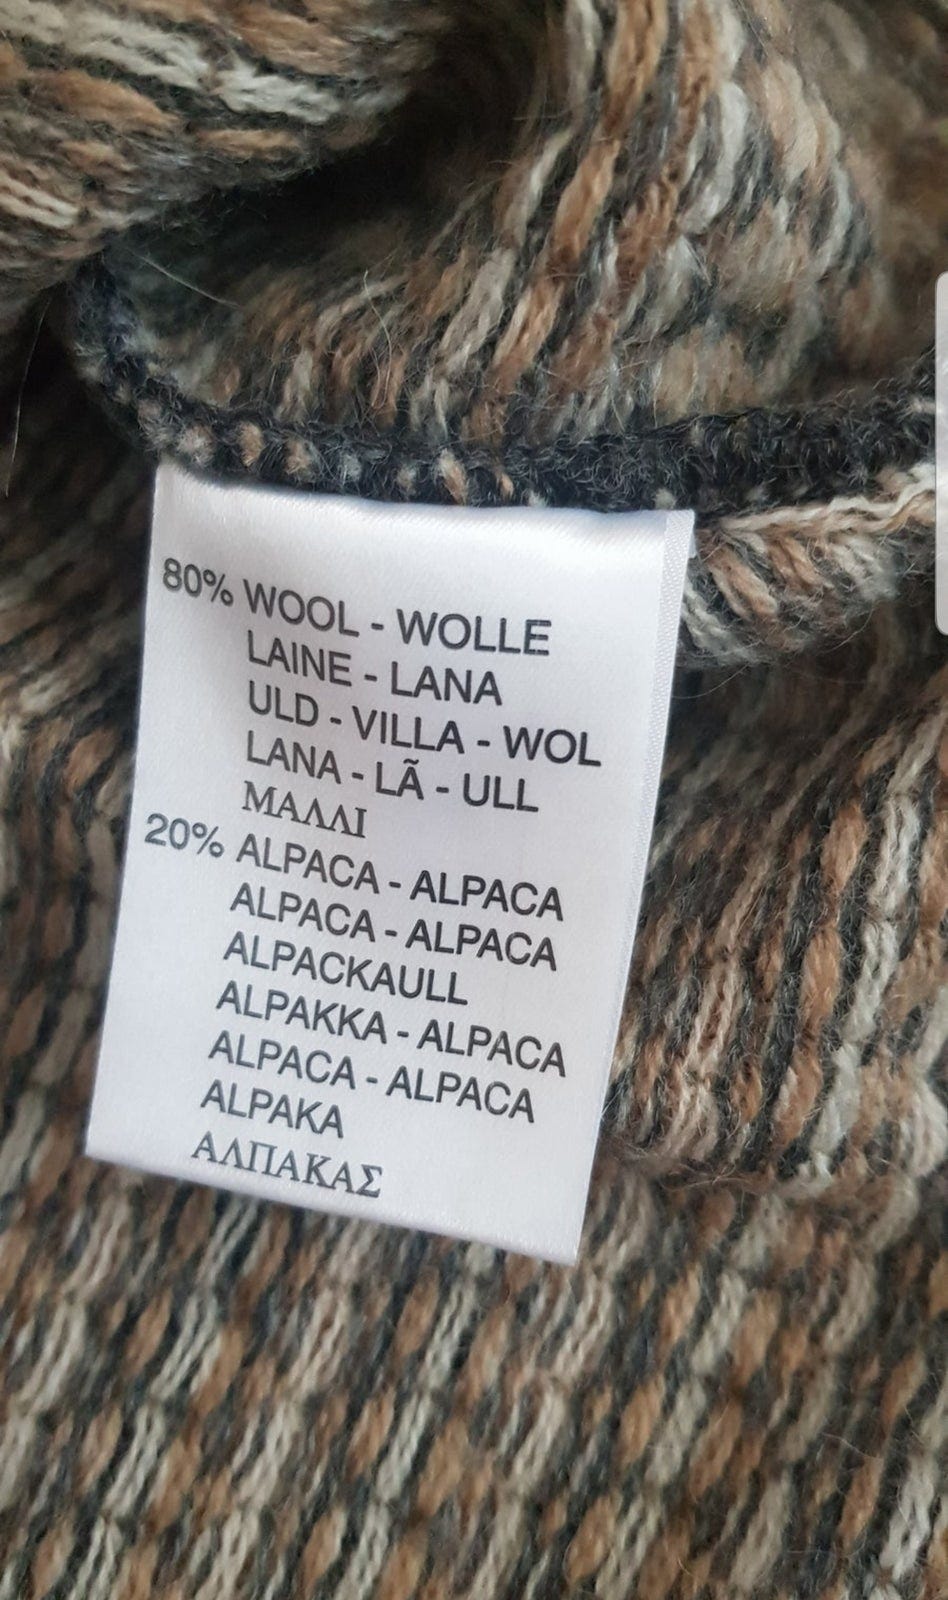 80% WOOL - WOLLE
LAINE - LANA
ULD - VILLA - WOL
LANA - LÃ - ULL
ΜΑΛΛΙ
20% ALPACA - ALPACA
ALPACA - ALPACA
ALPACKAULL
ALPAKKA - ALPACA
ALPACA - ALPACA
ALPAKA
ΑΛΠΑΚΑΣ